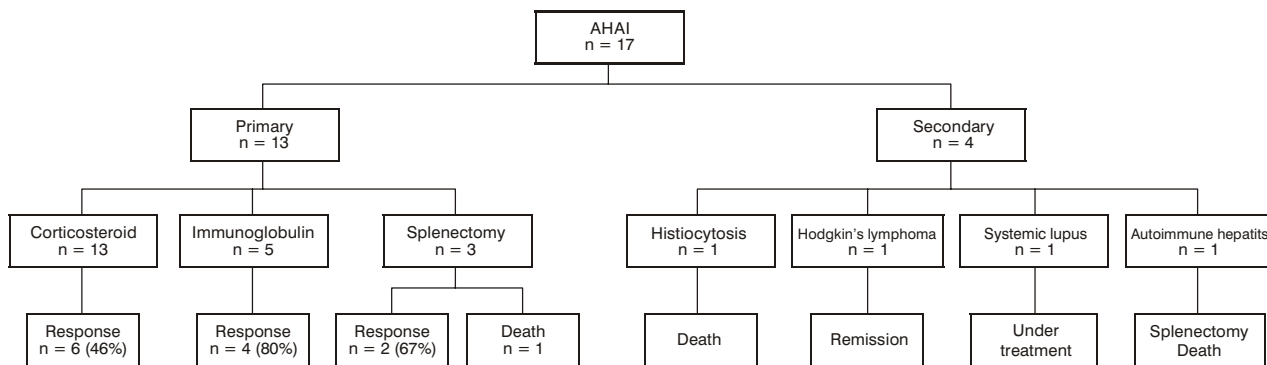 AHAI
n = 17
Primary
n = 13
Secondary
n = 4
Corticosteroid
n = 13
Immunoglobulin
n = 5
Splenectomy
n = 3
Histiocytosis
n = 1
Hodgkin's lymphoma
n = 1
Systemic lupus
n = 1
Autoimmune hepatits
n = 1
Response
n = 6 (46%)
Response
n = 4 (80%)
Response
n = 2 (67%)
Death
n = 1
Death
Remission
Under
treatment
Splenectomy
Death